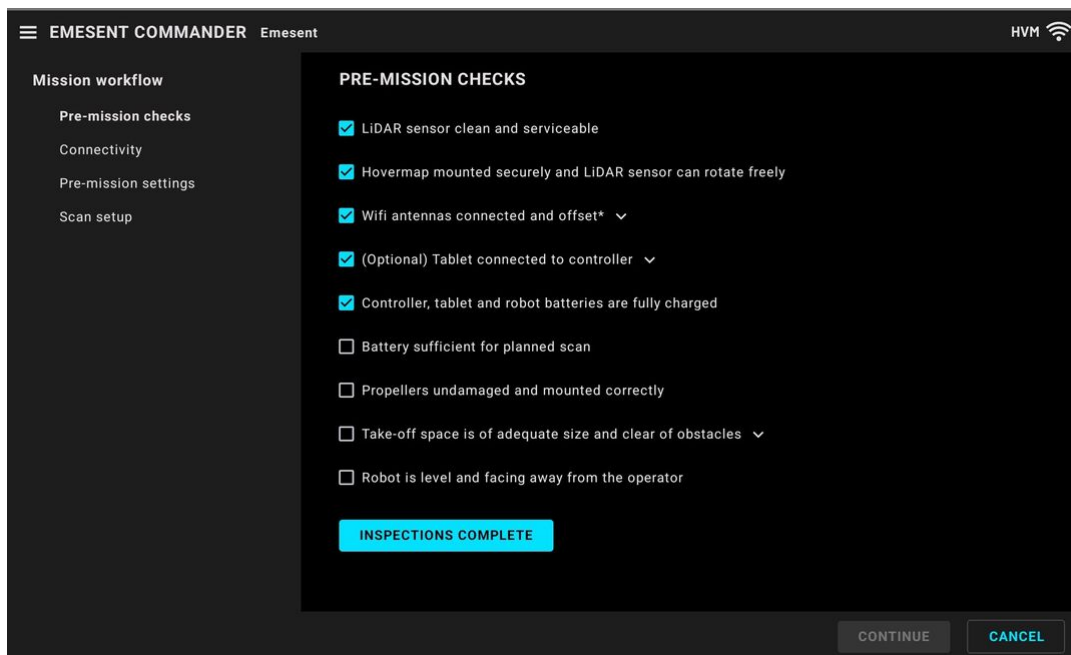 EMESENT COMMANDER Emesent
HVM
Mission workflow
Pre-mission checks
Connectivity
Pre-mission settings
Scan setup
PRE-MISSION CHECKS
LiDAR sensor clean and serviceable
Hovermap mounted securely and LiDAR sensor can rotate freely
Wifi antennas connected and offset*
(Optional) Tablet connected to controller
Controller, tablet and robot batteries are fully charged
Battery sufficient for planned scan
Propellers undamaged and mounted correctly
Take-off space is of adequate size and clear of obstacles
Robot is level and facing away from the operator
INSPECTIONS COMPLETE
CONTINUE
CANCEL